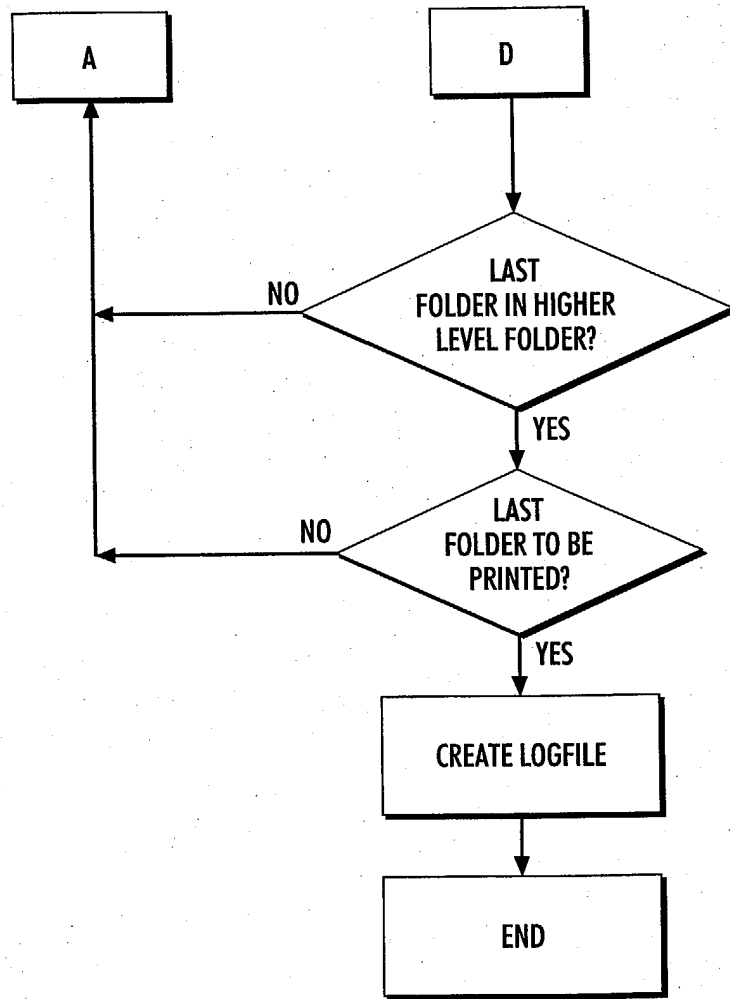 A
D
LAST
FOLDER IN HIGHER
LEVEL FOLDER?
NO
YES
LAST
FOLDER TO BE
PRINTED?
NO
YES
CREATE LOGFILE
END